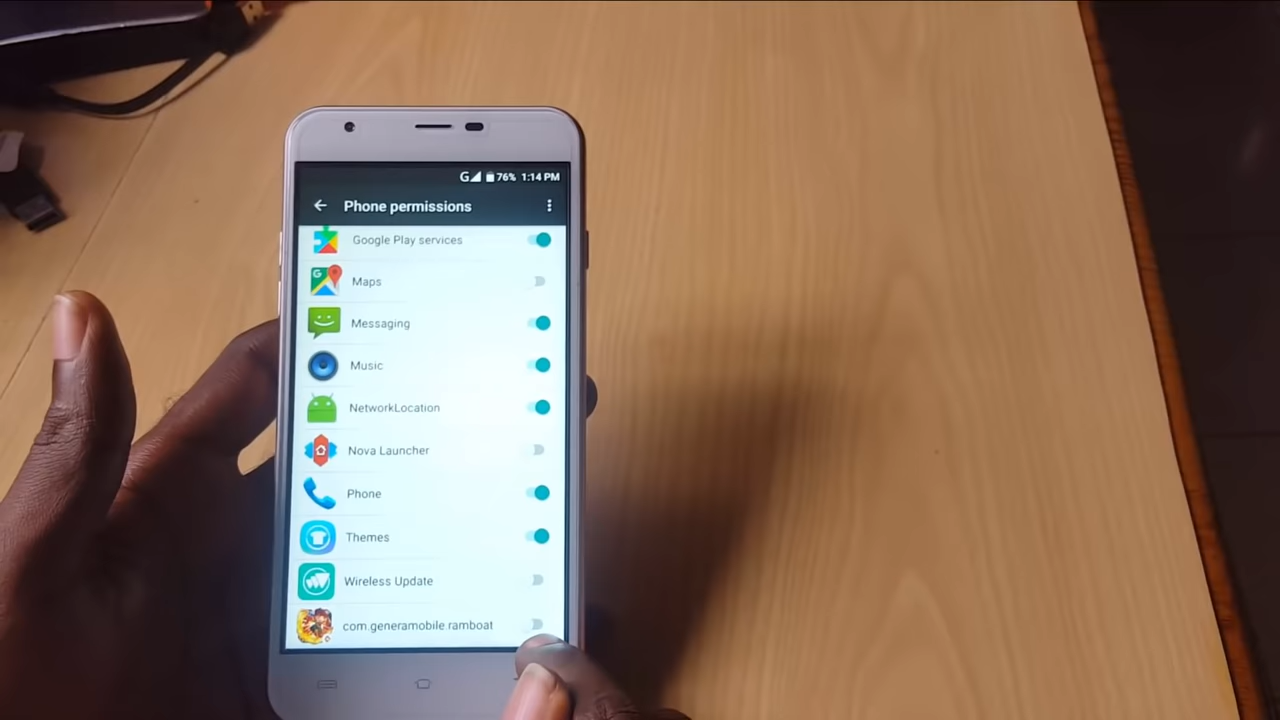 G 76% 1:14 PM
Phone permissions
Google Play services
Maps
Messaging
Music
NetworkLocation
Nova Launcher
Phone
Themes
Wireless Update
com.generamobile.ramboat